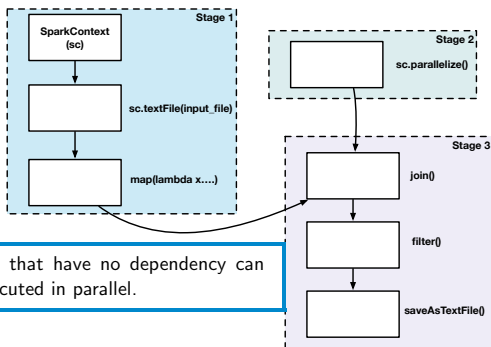 Stage 1
SparkContext
(sc)
sc.textFile(input_file)
map(lambda x....)
Stage 2
sc.parallelize()
Stage 3
join()
filter()
saveAsTextFile()
that have no dependency can
cuted in parallel.